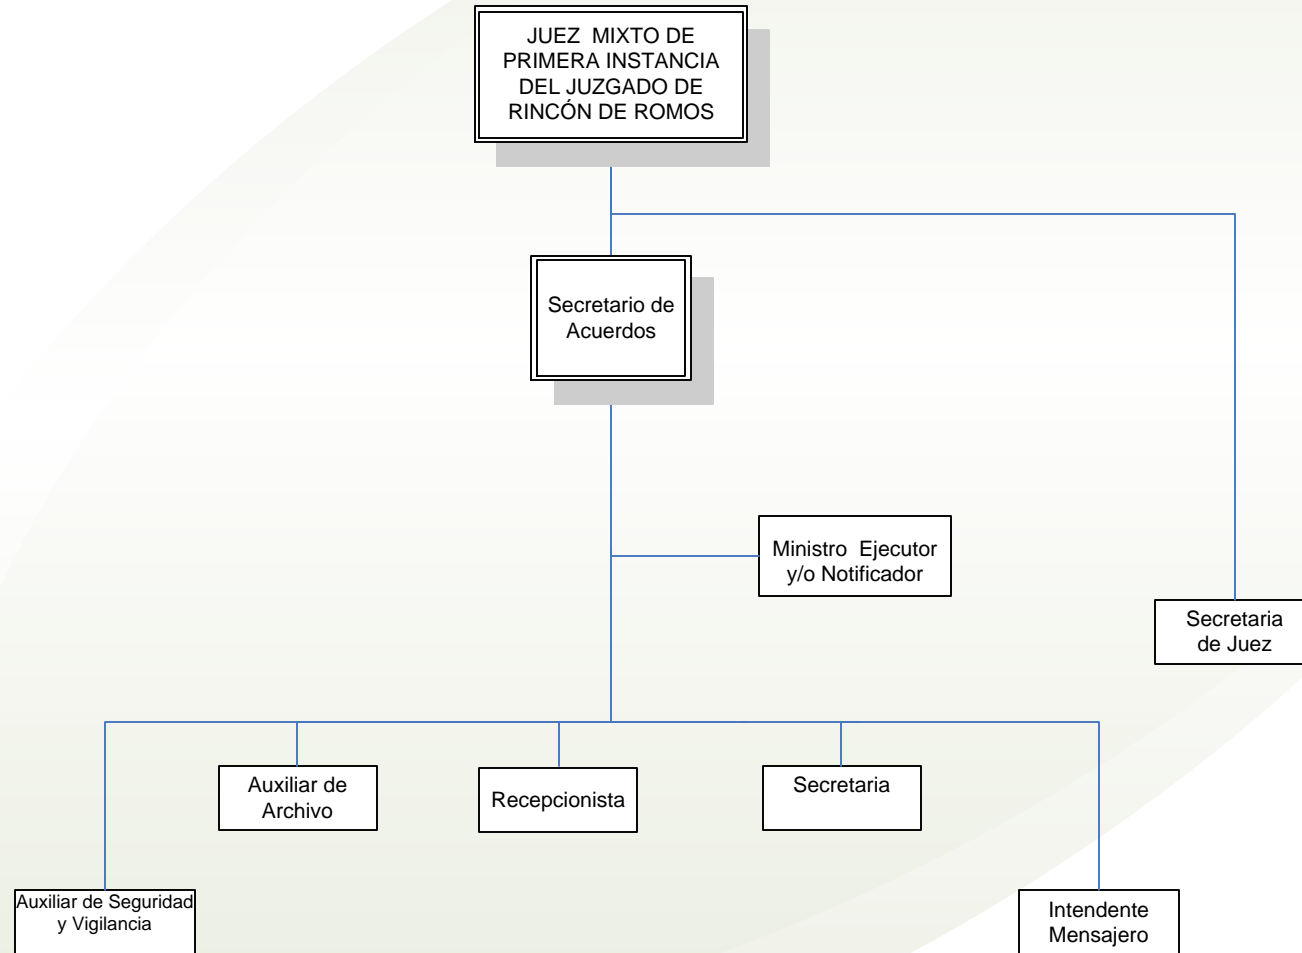 JUEZ MIXTO DE
PRIMERA INSTANCIA
DEL JUZGADO DE
RINCÓN DE ROMOS
Secretario de
Acuerdos
Ministro Ejecutor
y/o Notificador
Secretaria
de Juez
Auxiliar de
Archivo
Recepcionista
Secretaria
Auxiliar de Seguridad
y Vigilancia
Intendente
Mensajero